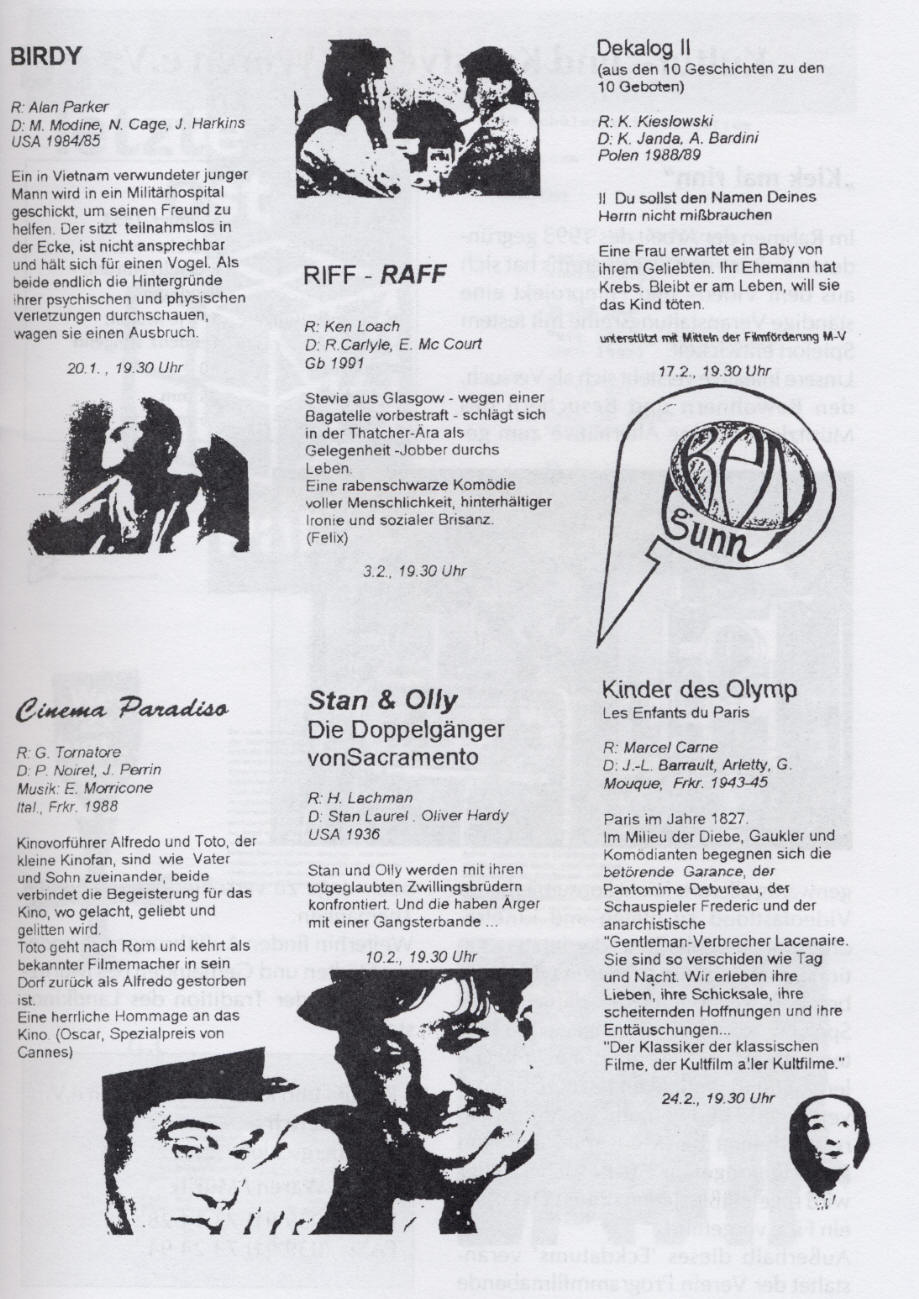 BIRDY
R: Alan Parker
D: M. Modine, N. Cage, J. Harkins
USA 1984/85
Ein in Vietnam verwundeter junger
Mann wird in ein Militärhospital
geschickt, um seinen Freund zu
helfen. Der sitzt teilnahmslos in
der Ecke, ist nicht ansprechbar
und hält sich für einen Vogel. Als
beide endlich die Hintergründe
ihrer psychischen und physischen
Verletzungen durchschauen,
wagen sie einen Ausbruch.
20.1. , 19.30 Uhr
RIFF - RAFF
R: Ken Loach
D: R.Carlyle, E. Mc Court
Gb 1991
Stevie aus Glasgow - wegen einer
Bagatelle vorbestraft - schlägt sich
in der Thatcher-Ära als
Gelegenheit -Jobber durchs
Leben.
Eine rabenschwarze Komödie
voller Menschlichkeit, hinterhältiger
Ironie und sozialer Brisanz.
(Felix)
3.2., 19.30 Uhr
Dekalog II
(aus den 10 Geschichten zu den
10 Geboten)
R: K. Kieslowski
D: K. Janda, A. Bardini
Polen 1988/89
II Du sollst den Namen Deines
Herrn nicht mißbrauchen
Eine Frau erwartet ein Baby von
ihrem Geliebten. Ihr Ehemann hat
Krebs. Bleibt er am Leben, will sie
das Kind töten.
unterstützt mit Mitteln der Filmförderung M-V
17.2., 19.30 Uhr
Ren
Sunn
Cinema Paradiso
R: G. Tornatore
D: P. Noiret, J. Perrin
Musik: E. Morricone
Ital., Frkr. 1988
Kinovorführer Alfredo und Toto, der
kleine Kinofan, sind wie Vater
und Sohn zueinander, beide
verbindet die Begeisterung für das
Kino, wo gelacht, geliebt und
gelitten wird.
Toto geht nach Rom und kehrt als
bekannter Filmemacher in sein
Dorf zurück als Alfredo gestorben
ist.
Eine herrliche Hommage an das
Kino. (Oscar, Spezialpreis von
Cannes)
Stan & Olly
Die Doppelgänger
vonSacramento
R: H. Lachman
D: Stan Laurel . Oliver Hardy
USA 1936
Stan und Olly werden mit ihren
totgeglaubten Zwillingsbrüdern
konfrontiert. Und die haben Ärger
mit einer Gangsterbande ...
10.2., 19.30 Uhr
Kinder des Olymp
Les Enfants du Paris
R: Marcel Carne
D: J.-L. Barrault, Arletty, G.
Mouque, Frkr. 1943-45
Paris im Jahre 1827.
Im Milieu der Diebe, Gaukler und
Komödianten begegnen sich die
betörende Garance, der
Pantomime Debureau, der
Schauspieler Frederic und der
anarchistische
"Gentleman-Verbrecher Lacenaire.
Sie sind so verschiden wie Tag
und Nacht. Wir erleben ihre
Lieben, ihre Schicksale, ihre
scheiternden Hoffnungen und ihre
Enttäuschungen...
"Der Klassiker der klassischen
Filme, der Kultfilm aller Kultfilme."
24.2., 19.30 Uhr